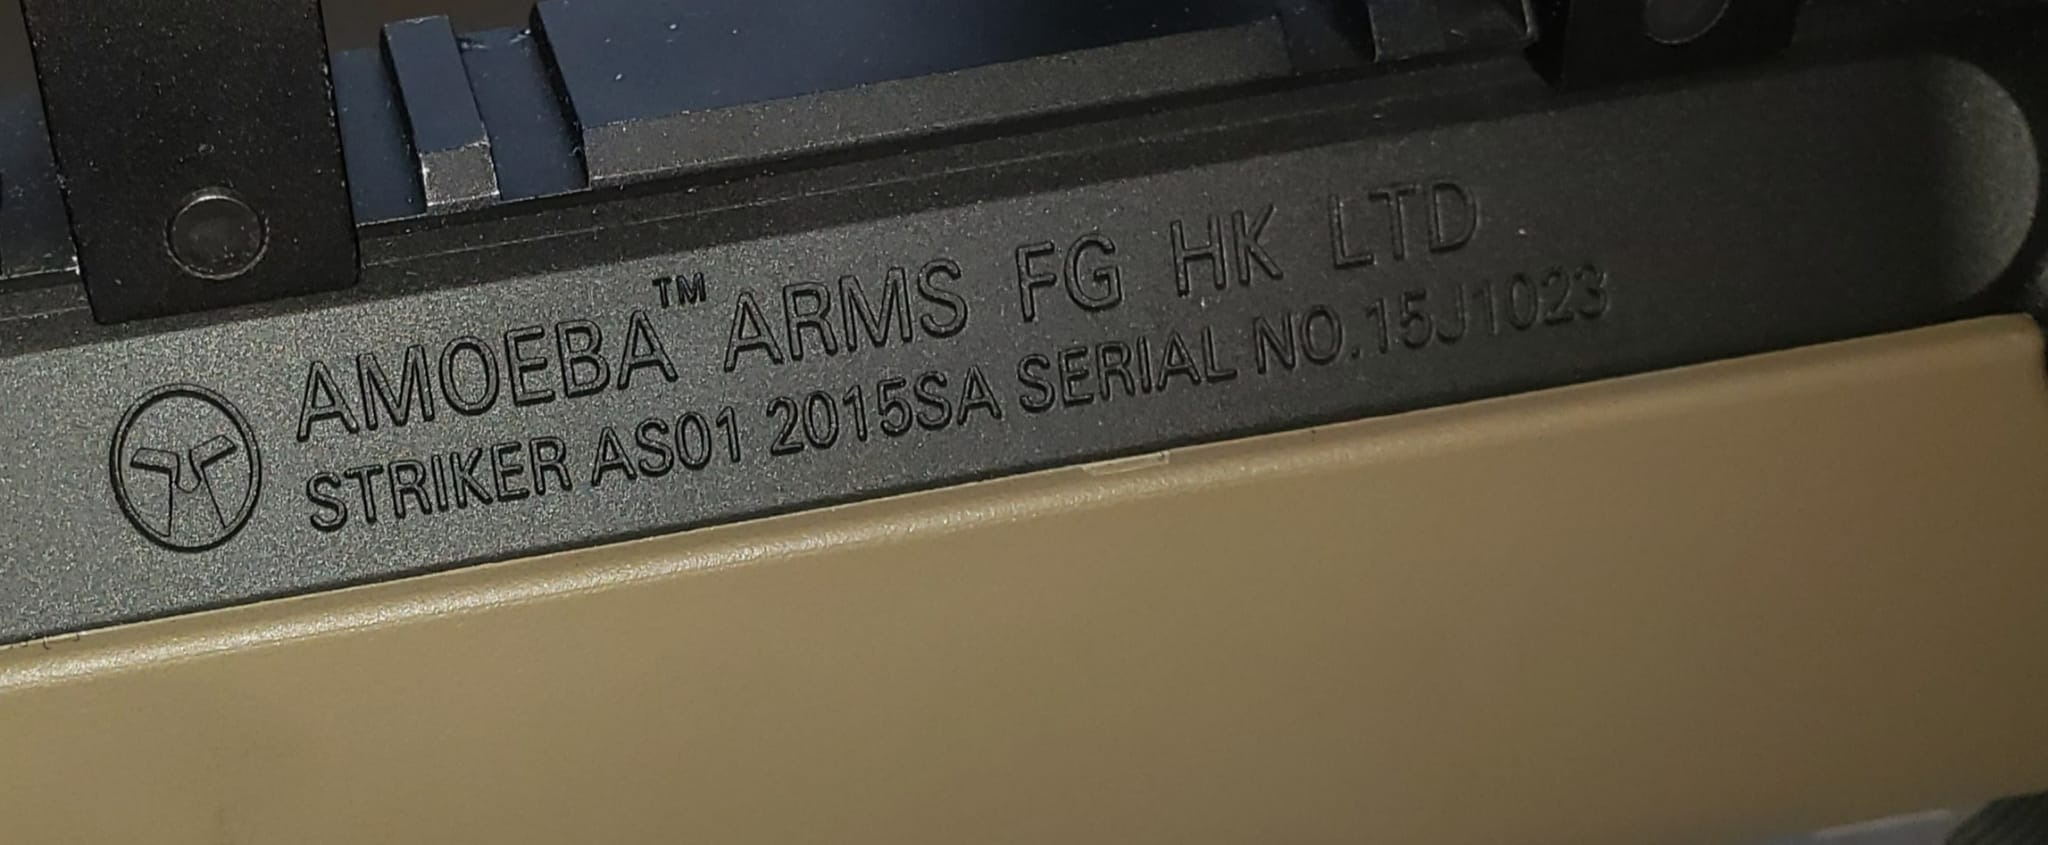 AMOEBA™ ARMS FG HK LTD
STRIKER AS01 2015SA SERIAL NO.15J1023